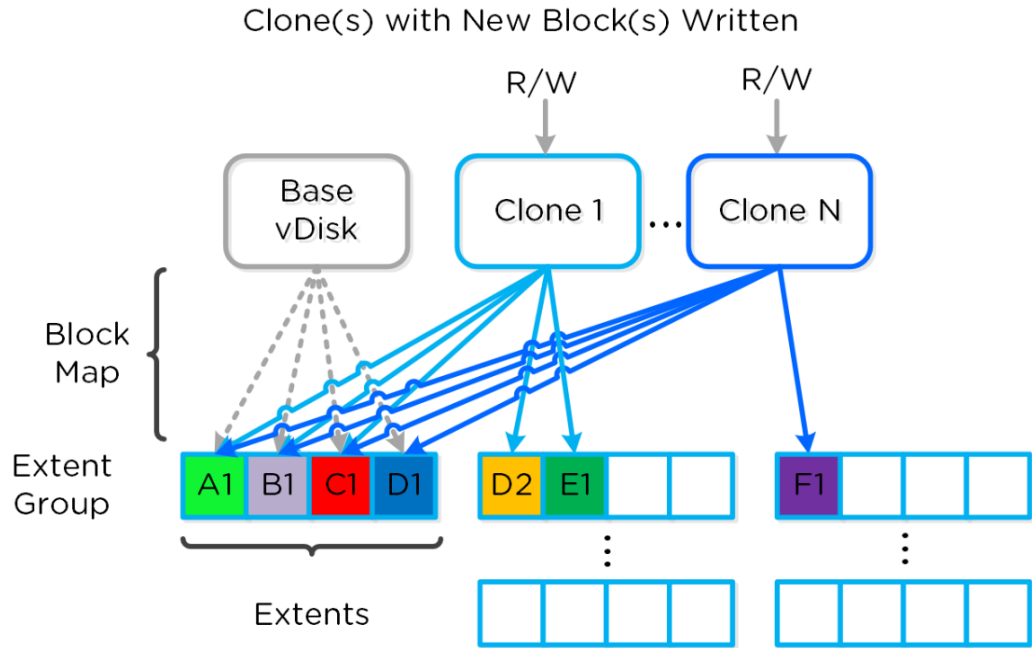 Clone(s) with New Block(s) Written
R/W
R/W
Base
vDisk
Clone 1
...
Clone N
Block
Map
Extent
Group
A1
B1
C1
D1
D2
E1
F1
Extents